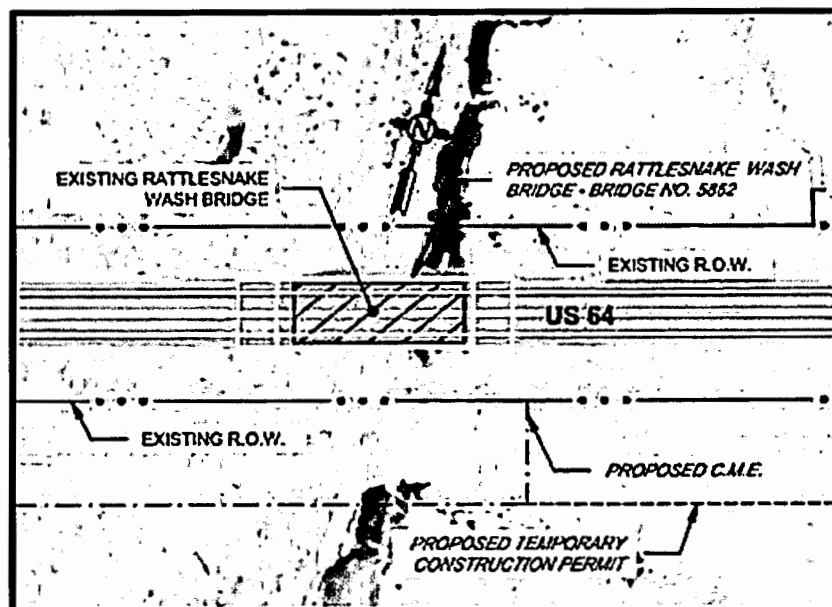 N
EXISTING RATTLESNAKE
WASH BRIDGE
PROPOSED RATTLESNAKE WASH
BRIDGE - BRIDGE NO. 5862
EXISTING R.O.W.
US 64
EXISTING R.O.W.
PROPOSED C.M.E.
PROPOSED TEMPORARY
CONSTRUCTION PERMIT